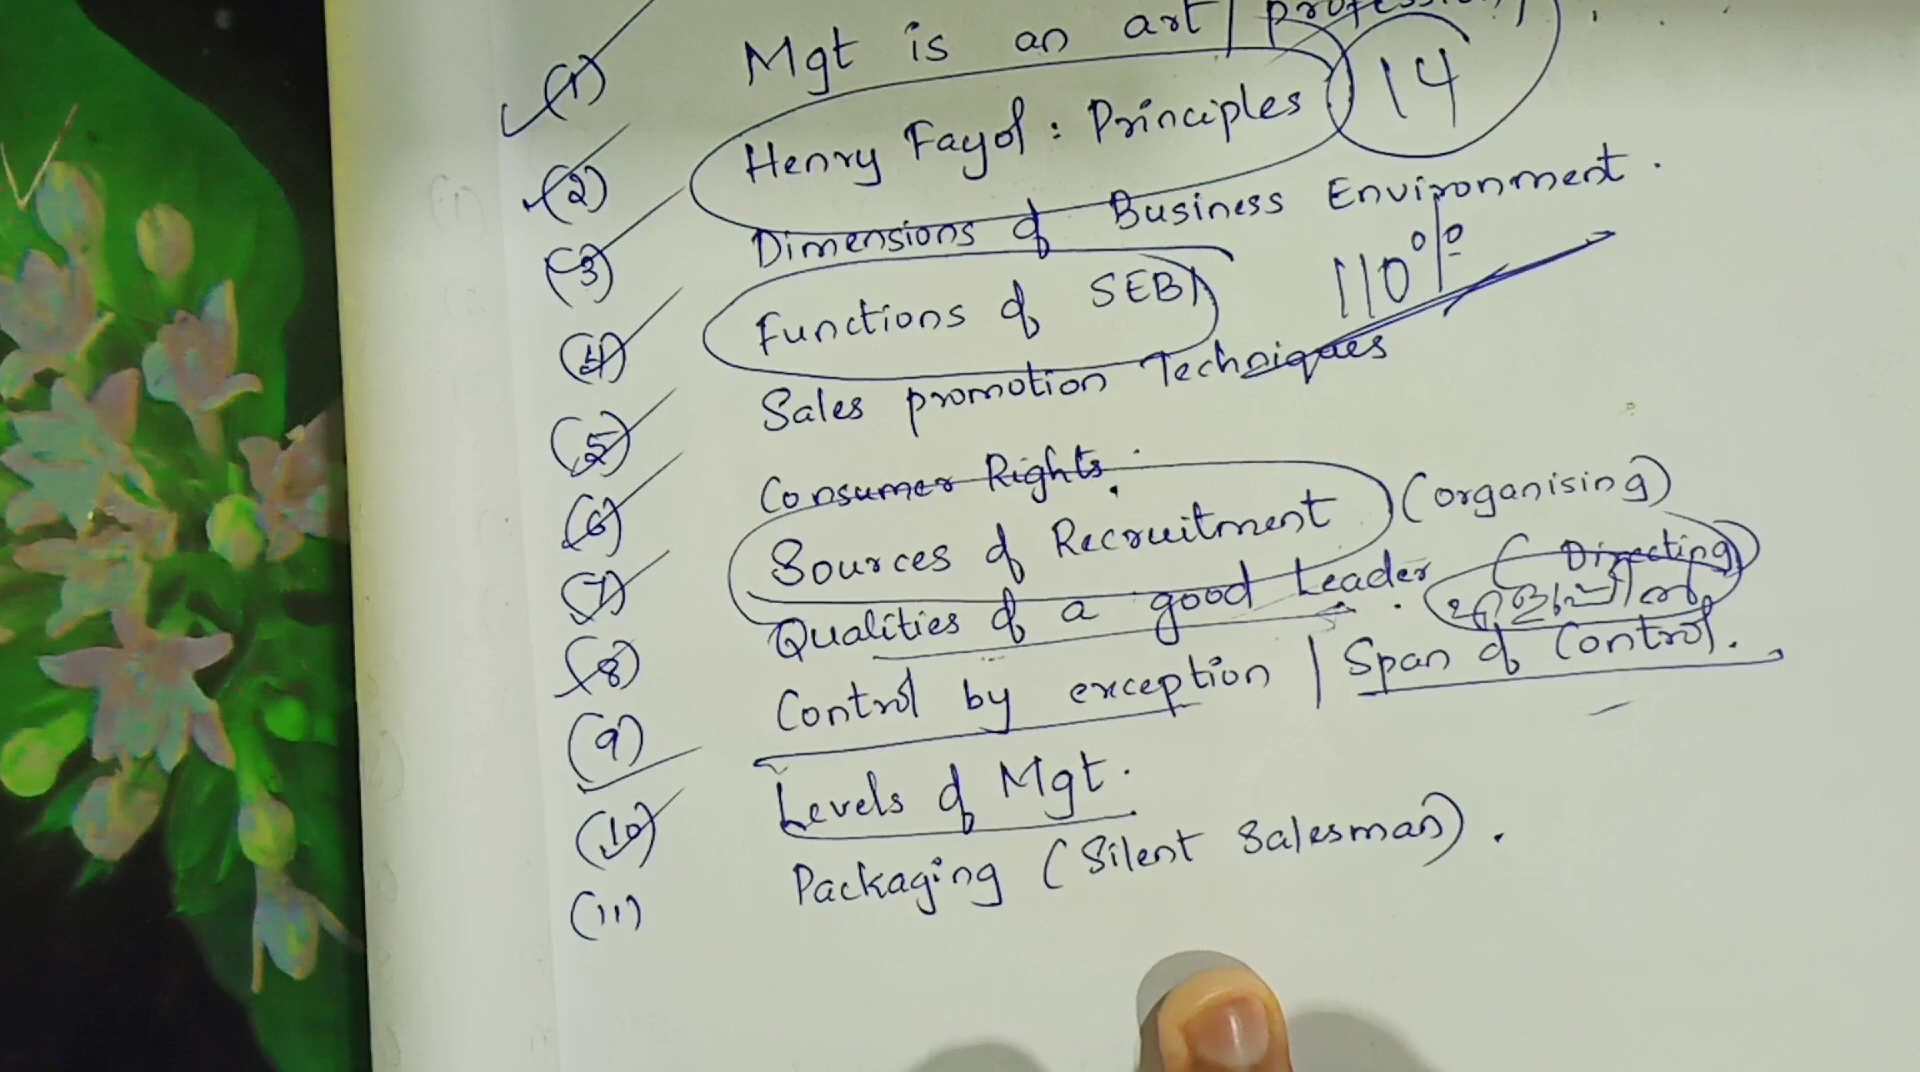 (1) Mgt is an art / profession /
(2) Henry Fayol : Principles 14
(3) Dimensions of Business Environment.
(4) Functions of SEBI 110%
(5) Sales promotion Techniques
(6) Consumer Rights.
(7) Sources of Recruitment (organising)
(8) Qualities of a good Leader. (Directing)
(9) Control by exception / Span of Control.
(10) Levels of Mgt.
(11) Packaging (Silent Salesman).